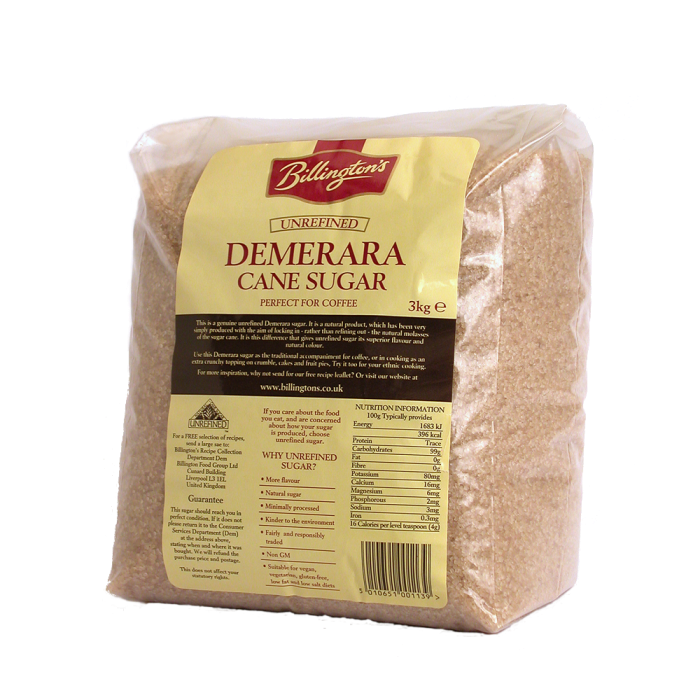 Billington's
UNREFINED
DEMERARA
CANE SUGAR
PERFECT FOR COFFEE
3kg ℮
This is a genuine unrefined Demerara sugar. It is a natural product, which has been very
simply produced with the aim of locking in - rather than refining out - the natural molasses
of the sugar cane. It is this difference that gives unrefined sugar its superior flavour and
natural colour.
Use this Demerara sugar as the traditional accompaniment for coffee, or in cooking as an
extra crunchy topping on crumble, cakes and fruit pies, Try it too for your ethnic cooking.
For more inspiration, why not send for our free recipe leaflet? Or visit our website at
www.billingtons.co.uk
UNREFINED
TM
For a FREE selection of recipes,
send a large sae to:
Billington's Recipe Collection
Department Dem
Billington Food Group Ltd
Cunard Building
Liverpool L3 1EL
United Kingdom
Guarantee
This sugar should reach you in
perfect condition. If it does not
please return it to the Consumer
Services Department (Dem)
at the address above,
stating when and where it was
bought. We will refund the
purchase price and postage.
This does not affect your
statutory rights.
If you care about the food
you eat, and are concerned
about how your sugar
is produced, choose
unrefined sugar.
WHY UNREFINED
SUGAR?
• More flavour
• Natural sugar
• Minimally processed
• Kinder to the environment
• Fairly and responsibly
traded
• Non GM
• Suitable for vegan,
vegetarian, gluten-free,
low fat and low salt diets
NUTRITION INFORMATION
100g Typically provides
Energy 1683 kJ
396 kcal
Protein Trace
Carbohydrates 99g
Fat 0g
Fibre 0g
Potassium 80mg
Calcium 16mg
Magnesium 6mg
Phosphorous 2mg
Sodium 3mg
Iron 0.3mg
16 Calories per level teaspoon (4g)
5 010651 001139 >